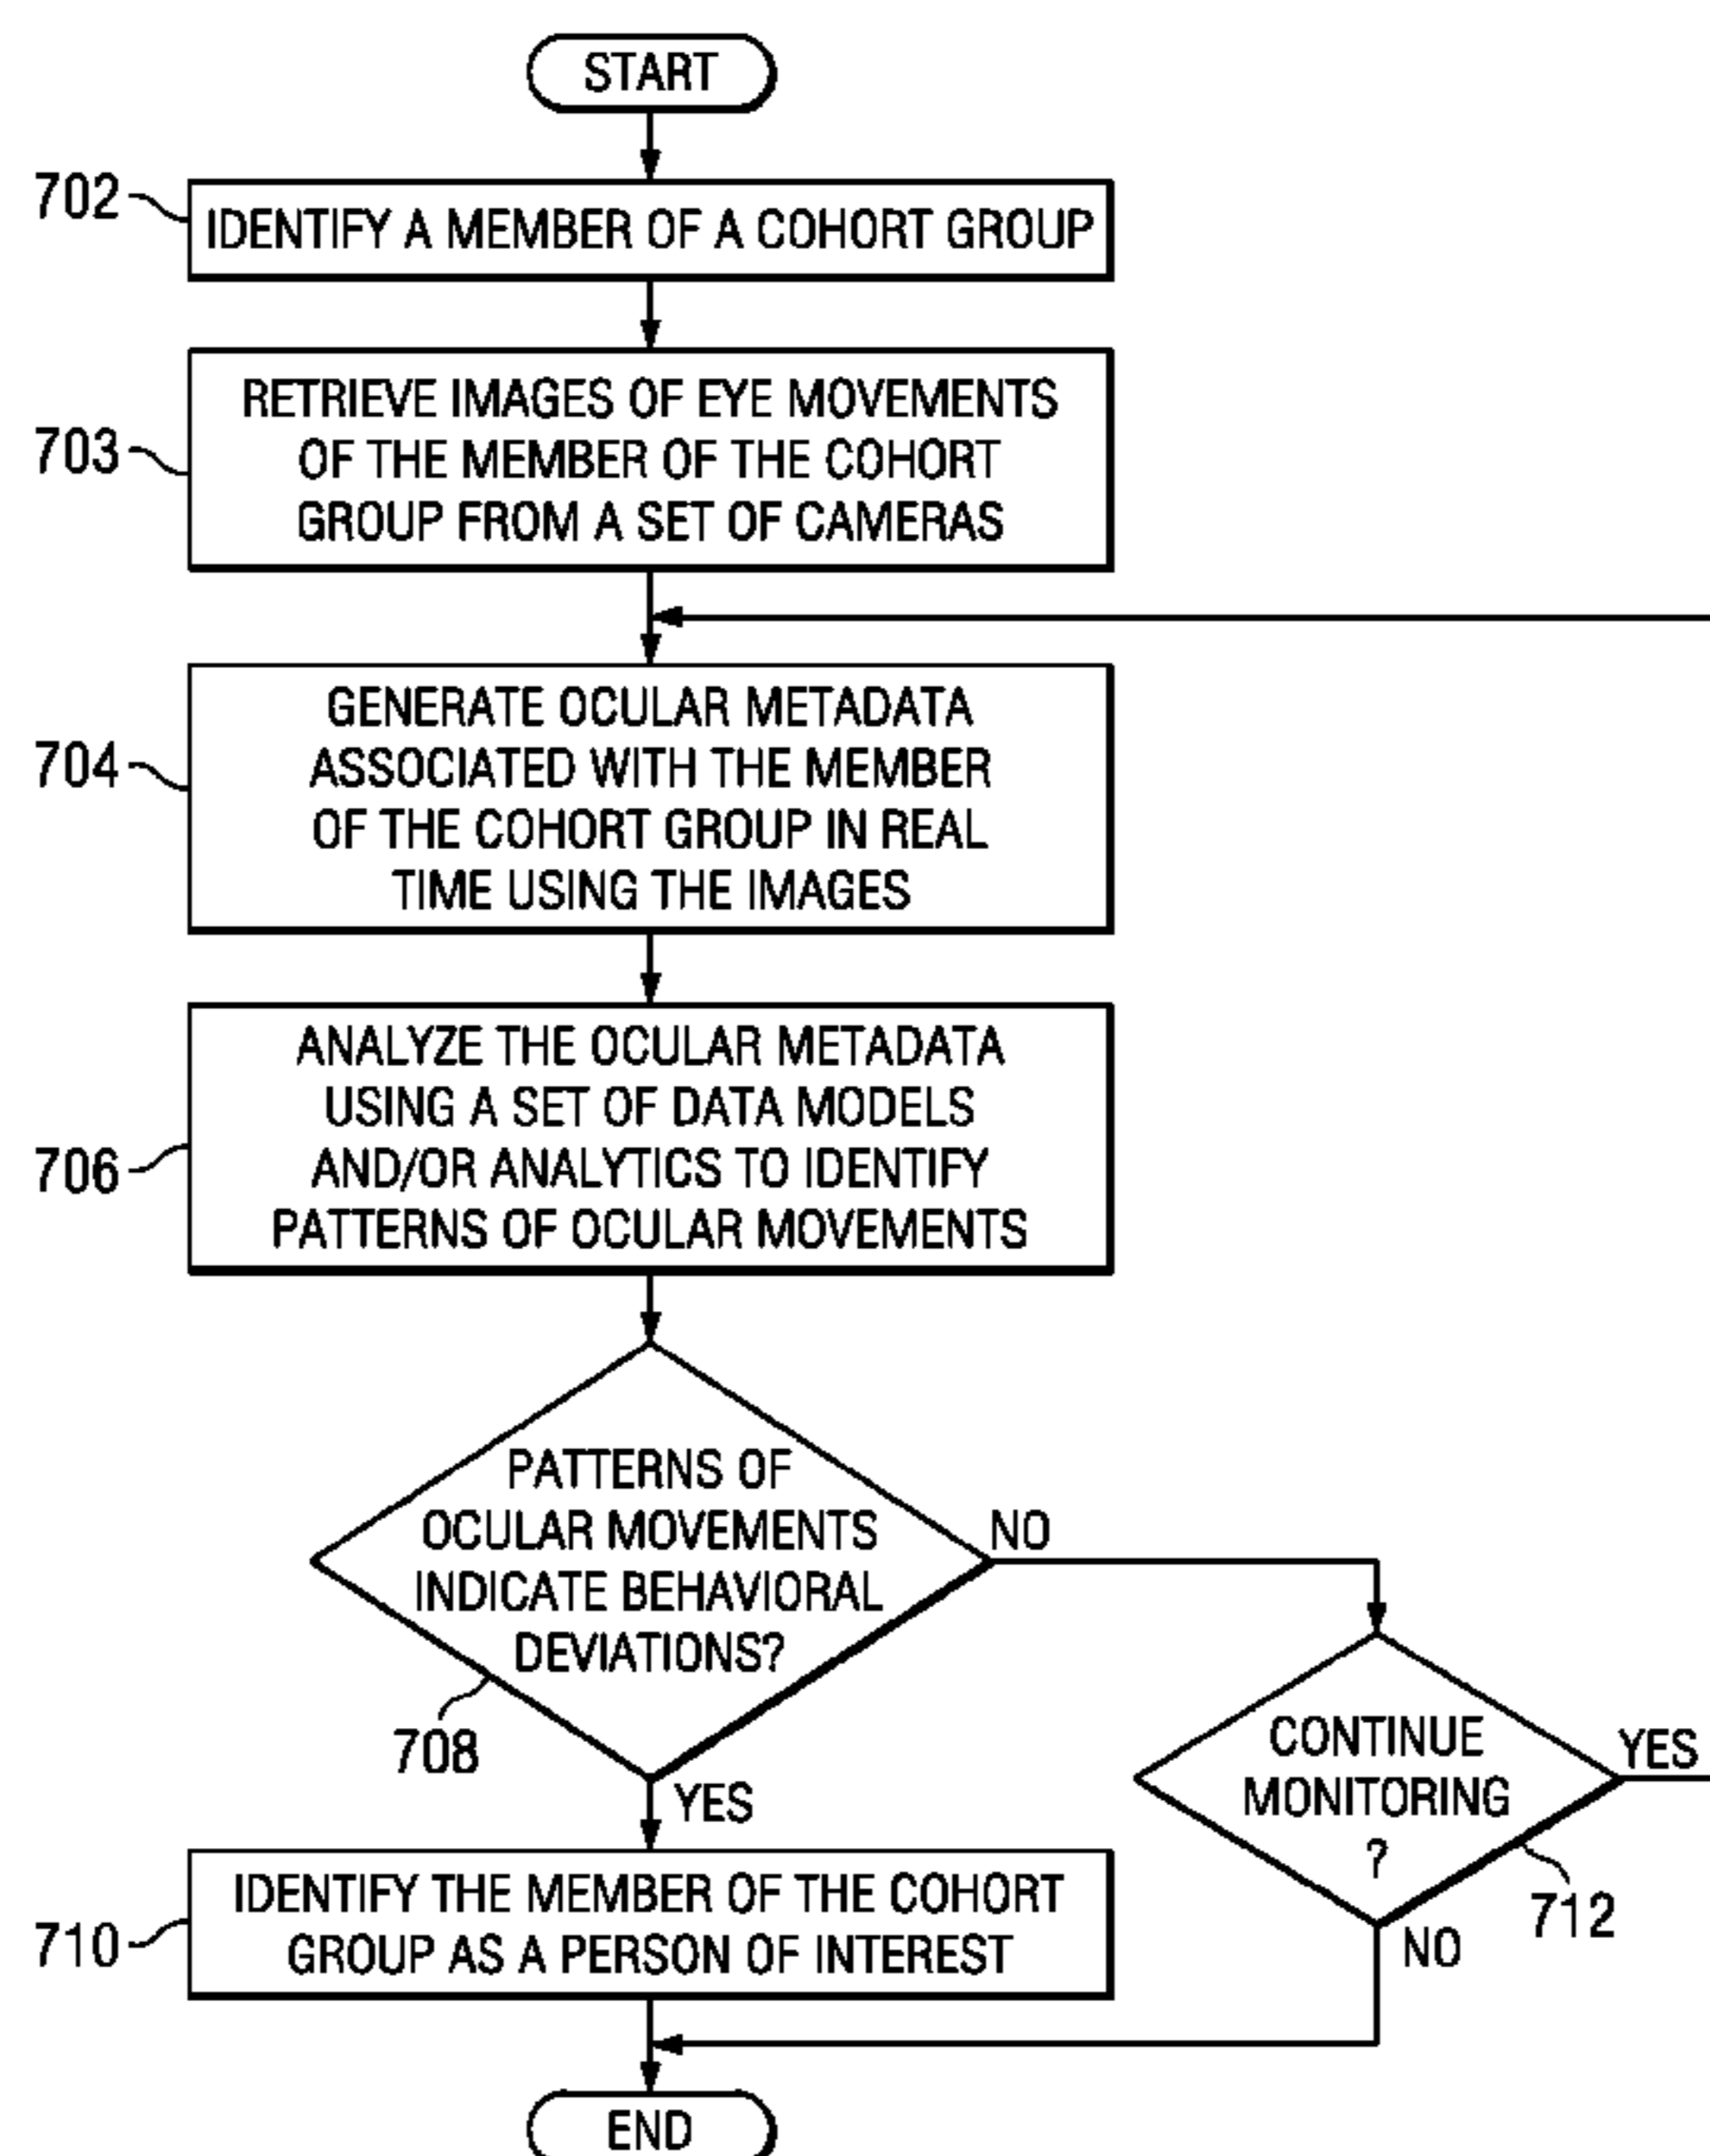 START
702
IDENTIFY A MEMBER OF A COHORT GROUP
703
RETRIEVE IMAGES OF EYE MOVEMENTS
OF THE MEMBER OF THE COHORT
GROUP FROM A SET OF CAMERAS
704
GENERATE OCULAR METADATA
ASSOCIATED WITH THE MEMBER
OF THE COHORT GROUP IN REAL
TIME USING THE IMAGES
706
ANALYZE THE OCULAR METADATA
USING A SET OF DATA MODELS
AND/OR ANALYTICS TO IDENTIFY
PATTERNS OF OCULAR MOVEMENTS
PATTERNS OF
OCULAR MOVEMENTS
INDICATE BEHAVIORAL
DEVIATIONS?
NO
708
YES
CONTINUE
MONITORING
?
YES
712
NO
710
IDENTIFY THE MEMBER OF THE COHORT
GROUP AS A PERSON OF INTEREST
END